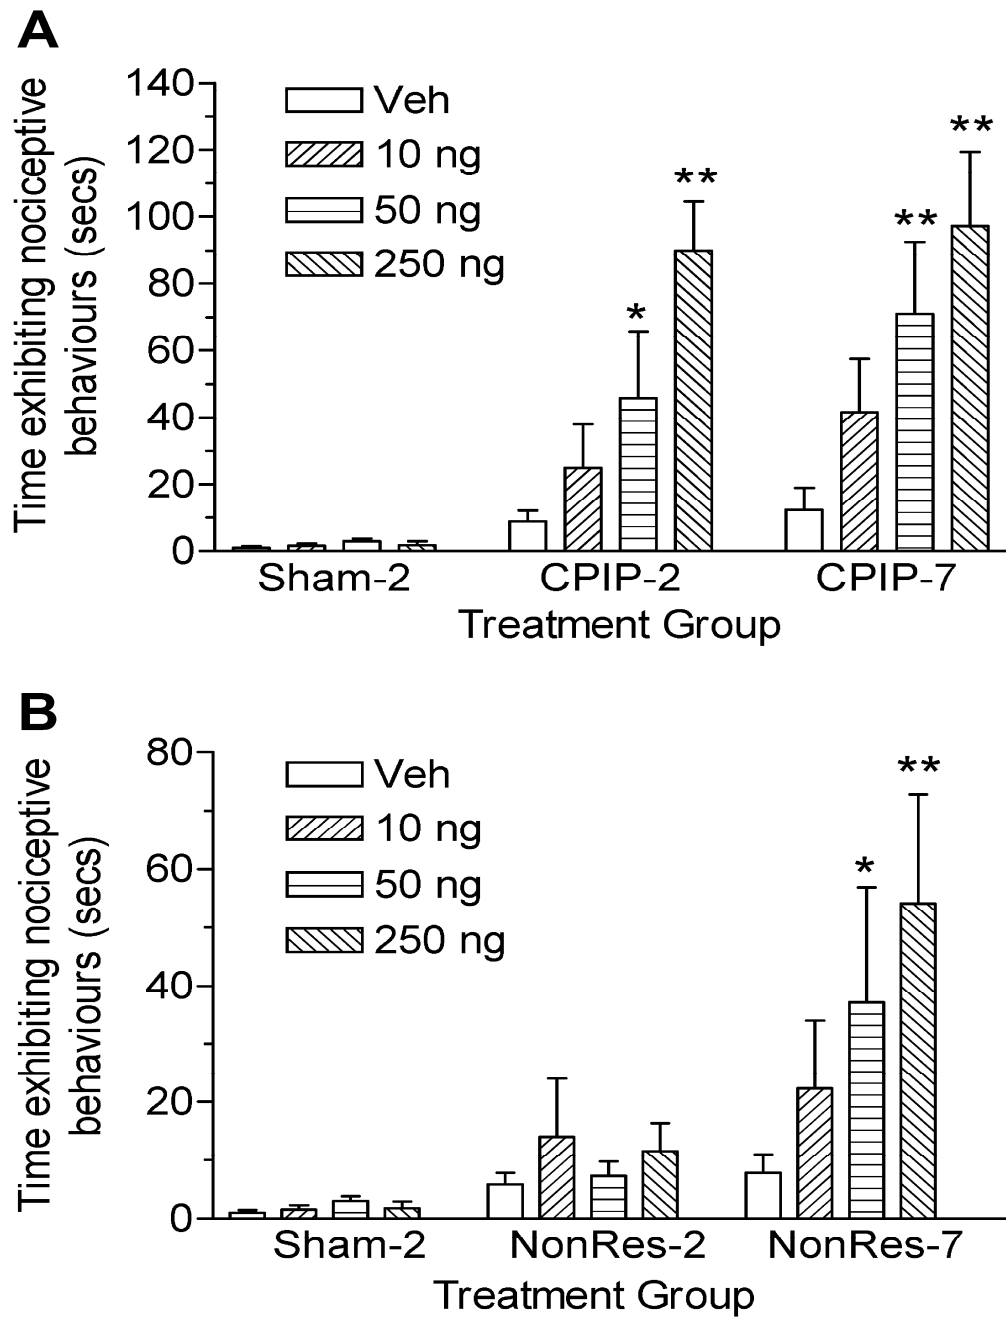 A
Time exhibiting nociceptive
behaviours (secs)
140
120
100
80
60
40
20
0
Veh
10 ng
50 ng
250 ng
*
**
**
**
Sham-2 CPIP-2 CPIP-7
Treatment Group
B
Time exhibiting nociceptive
behaviours (secs)
80
60
40
20
0
Veh
10 ng
50 ng
250 ng
*
**
Sham-2 NonRes-2 NonRes-7
Treatment Group